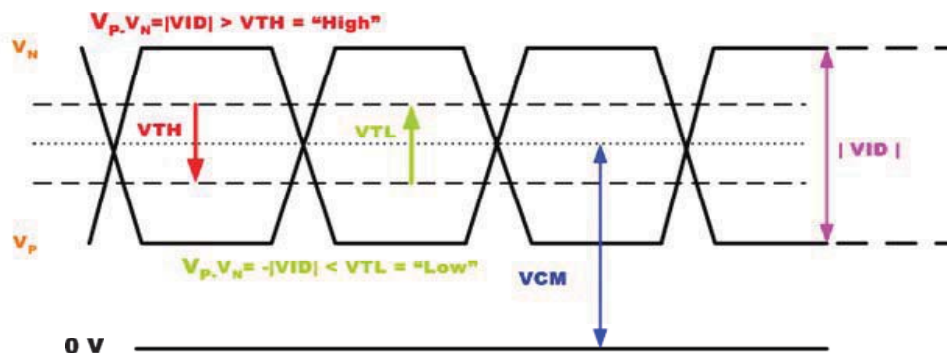 VP-VN=|VID| > VTH = “High”
VN
VTH
VTL
| VID |
VP
VP-VN= -|VID| < VTL = “Low”
VCM
0 V